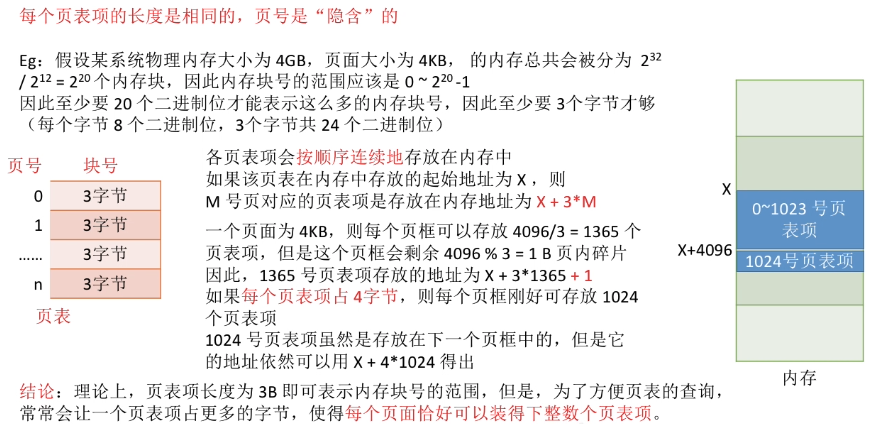 每个页表项的长度是相同的，页号是“隐含”的
Eg：假设某系统物理内存大小为 4GB，页面大小为 4KB， 的内存总共会被分为 2³²
/ 2¹² = 2²⁰ 个内存块，因此内存块号的范围应该是 0 ~ 2²⁰ -1
因此至少要 20 个二进制位才能表示这么多的内存块号，因此至少要 3个字节才够
（每个字节 8 个二进制位，3个字节共 24 个二进制位）
页号 块号
0 3字节
1 3字节
…… 3字节
n 3字节
页表
各页表项会按顺序连续地存放在内存中
如果该页表在内存中存放的起始地址为 X ，则
M 号页对应的页表项是存放在内存地址为 X + 3*M
一个页面为 4KB，则每个页框可以存放 4096/3 = 1365 个
页表项，但是这个页框会剩余 4096 % 3 = 1 B 页内碎片
因此，1365 号页表项存放的地址为 X + 3*1365 + 1
如果每个页表项占 4字节，则每个页框刚好可存放 1024
个页表项
1024 号页表项虽然是存放在下一个页框中的，但是它
的地址依然可以用 X + 4*1024 得出
X
0~1023 号页
表项
X+4096
1024号页表项
内存
结论：理论上，页表项长度为 3B 即可表示内存块号的范围，但是，为了方便页表的查询，
常常会让一个页表项占更多的字节，使得每个页面恰好可以装得下整数个页表项。